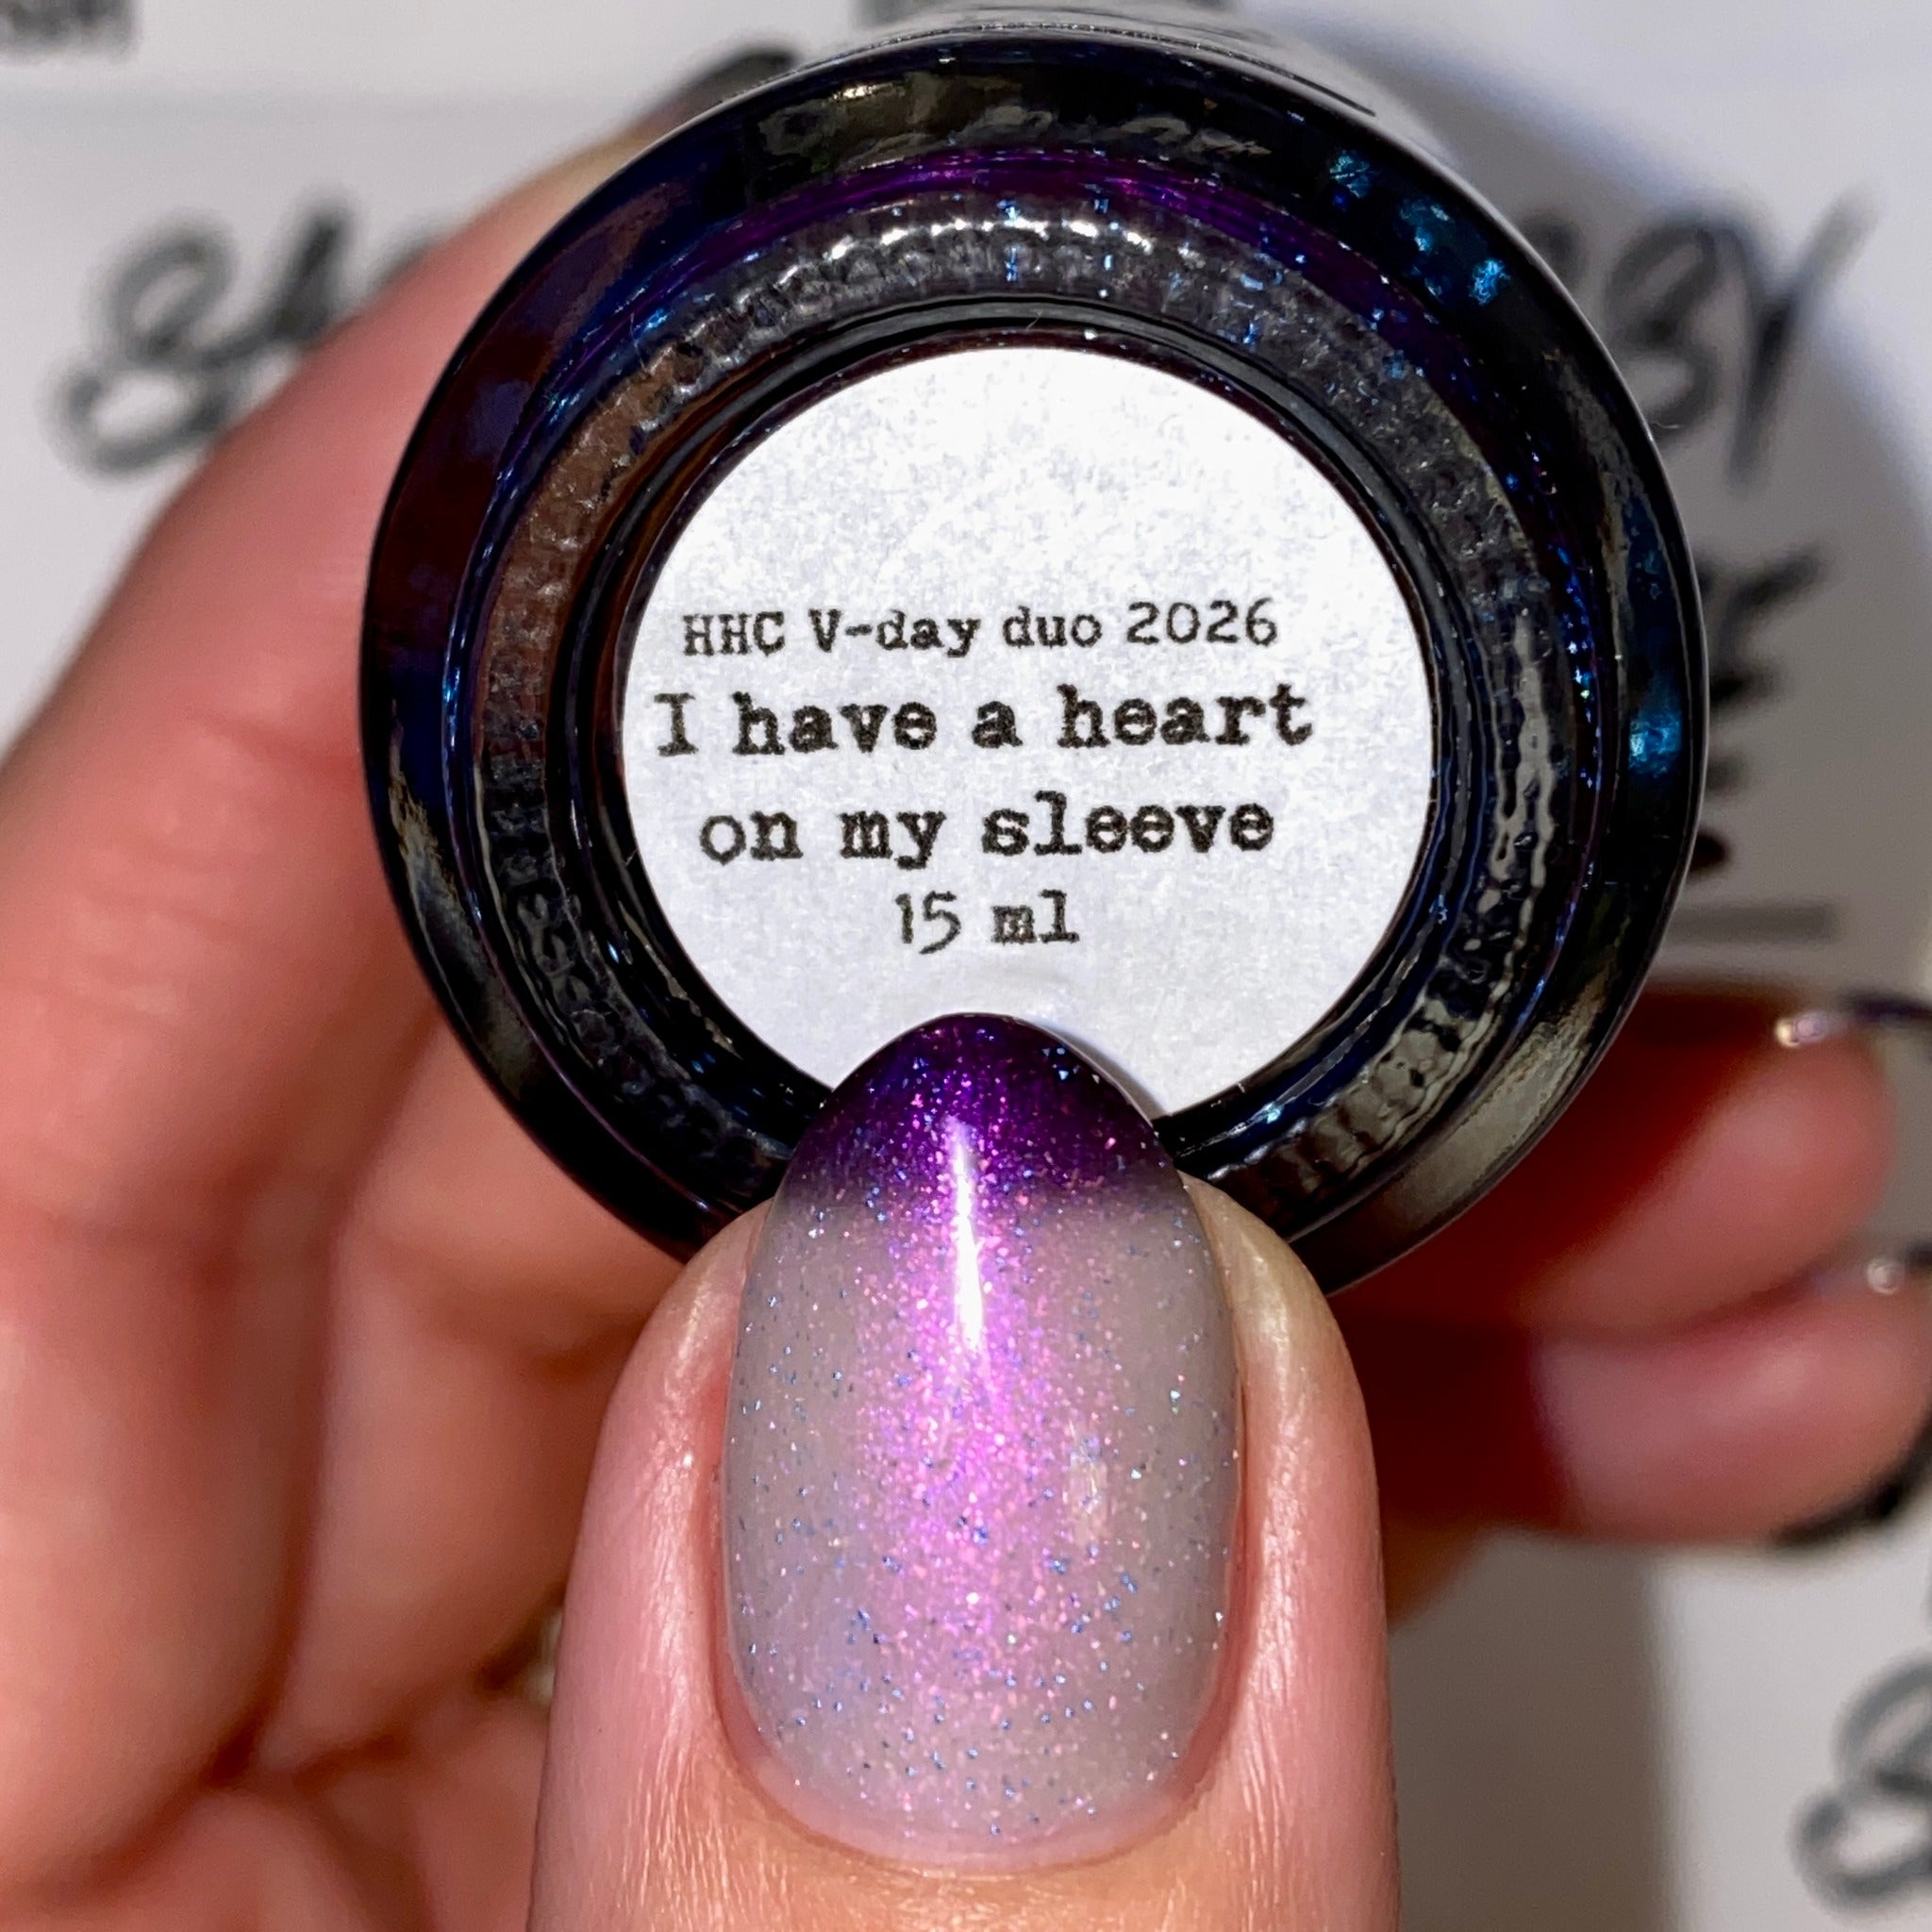 HHC V-day duo 2026
I have a heart
on my sleeve
15 ml